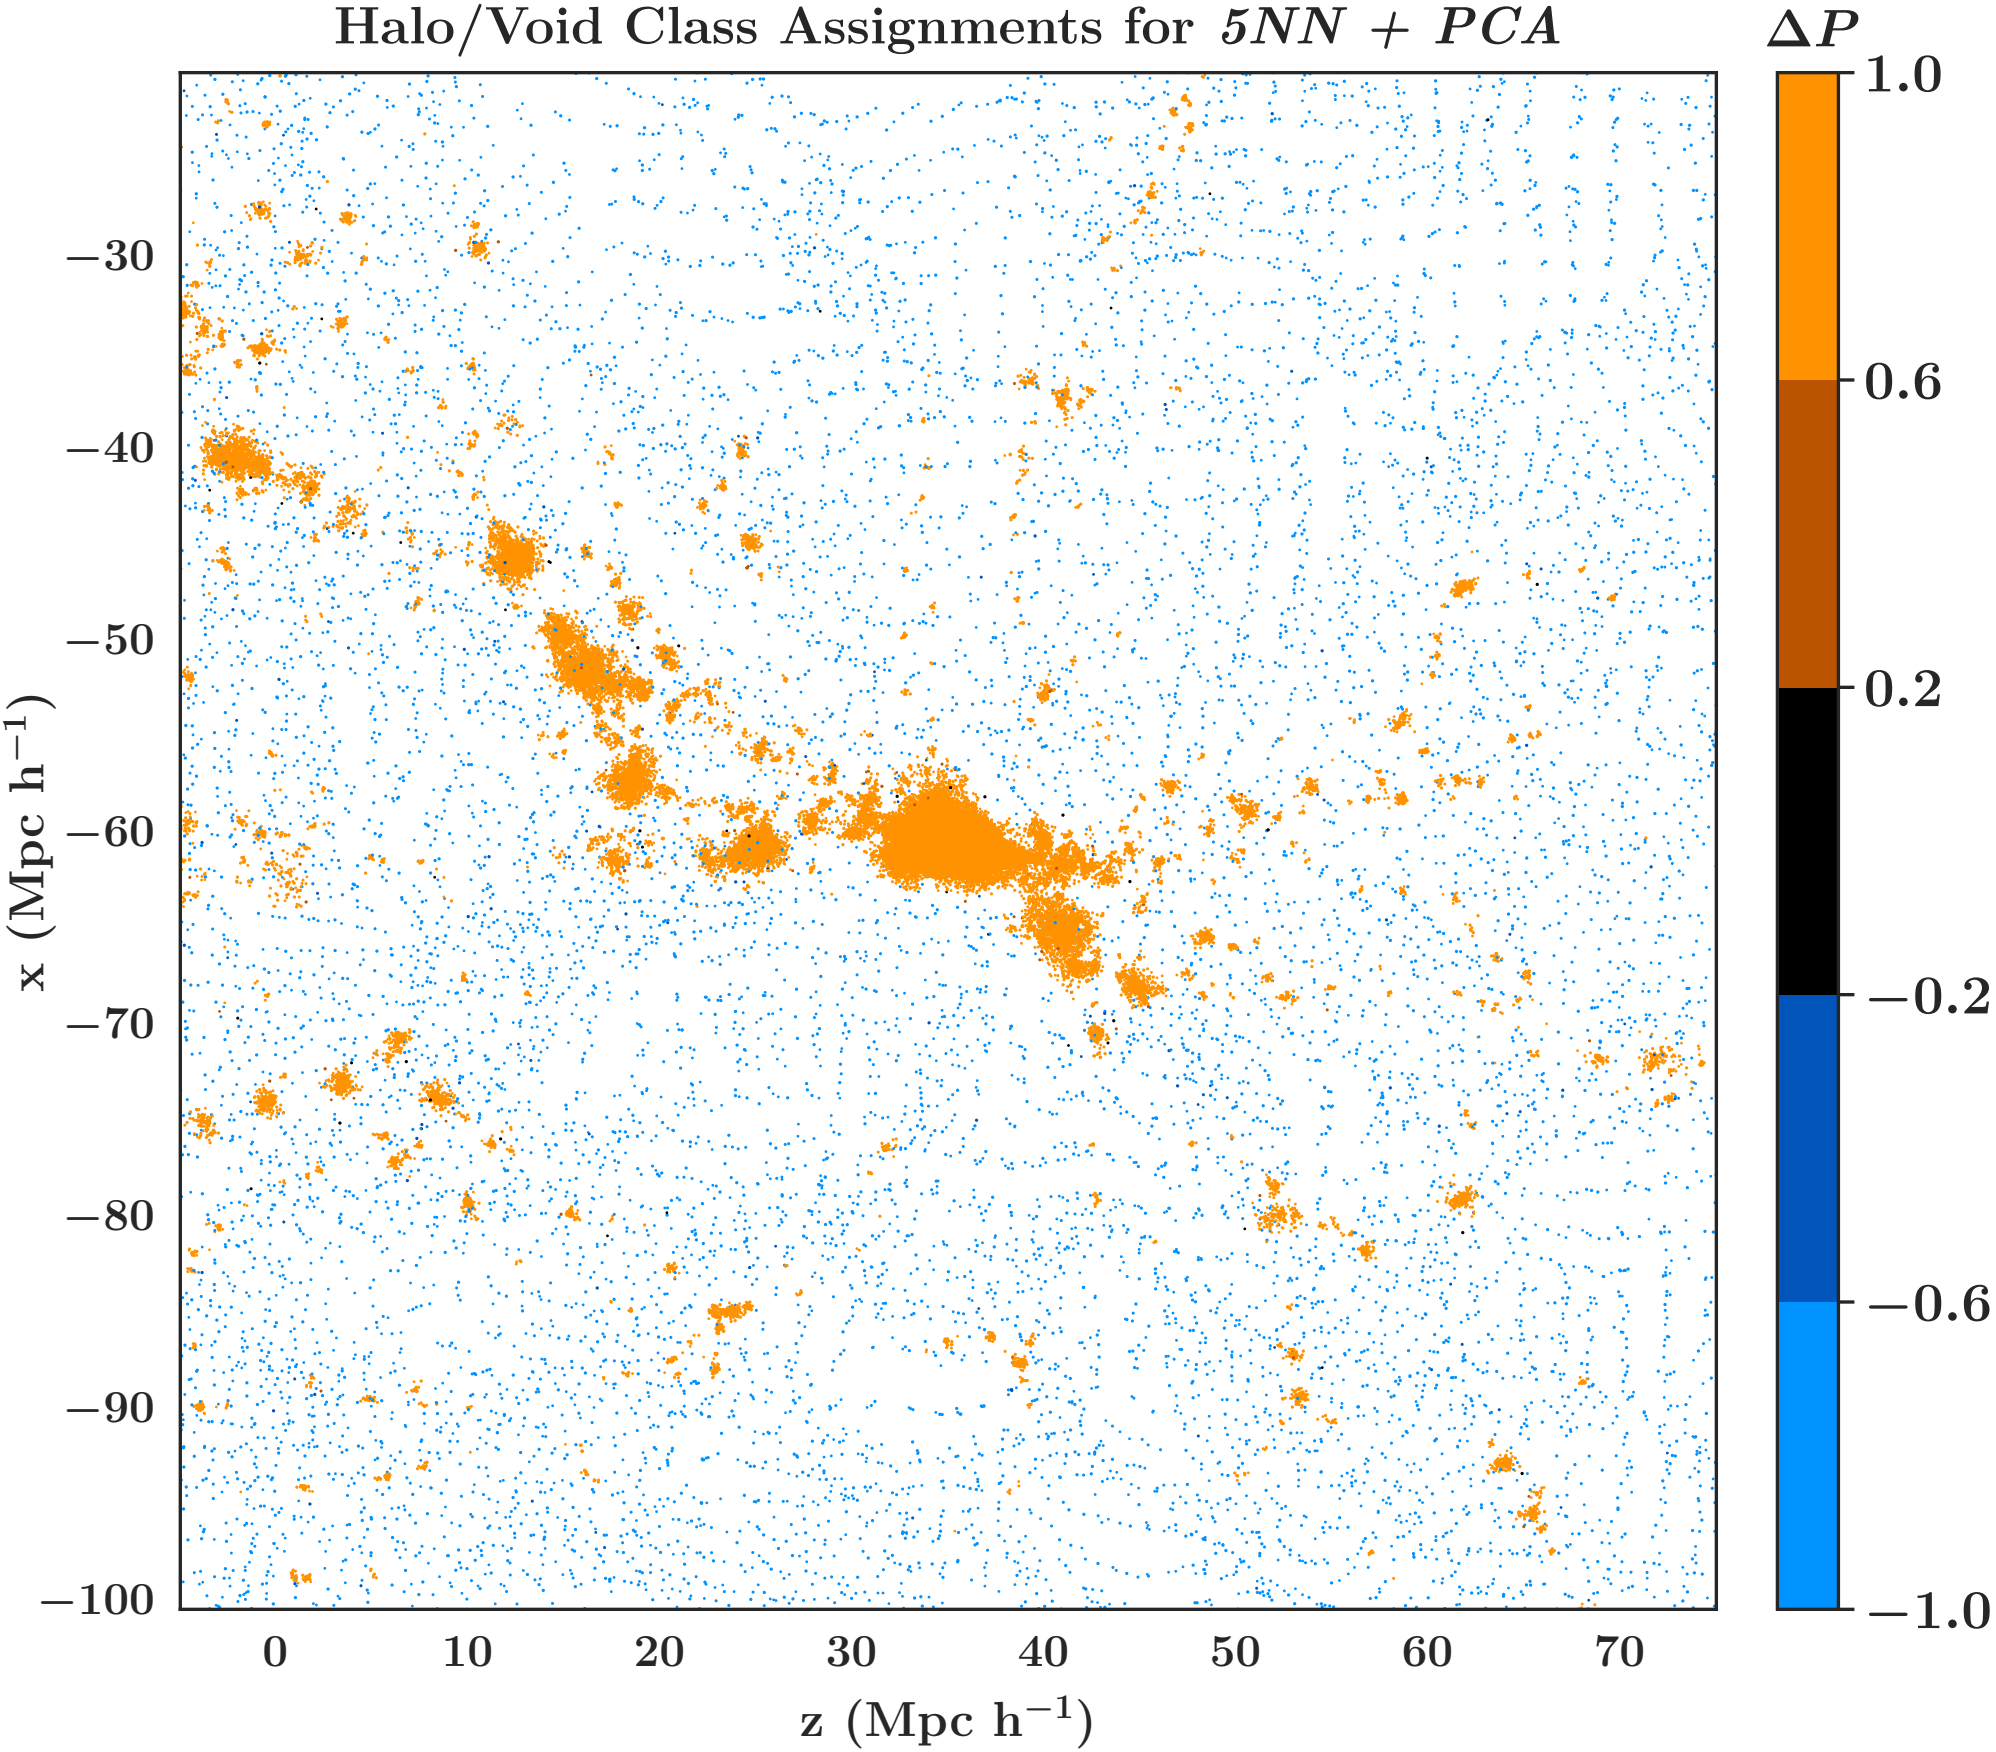 Halo/Void Class Assignments for 5NN + PCA
ΔP
1.0
0.6
0.2
−0.2
−0.6
−1.0
x (Mpc h⁻¹)
−30
−40
−50
−60
−70
−80
−90
−100
0 10 20 30 40 50 60 70
z (Mpc h⁻¹)